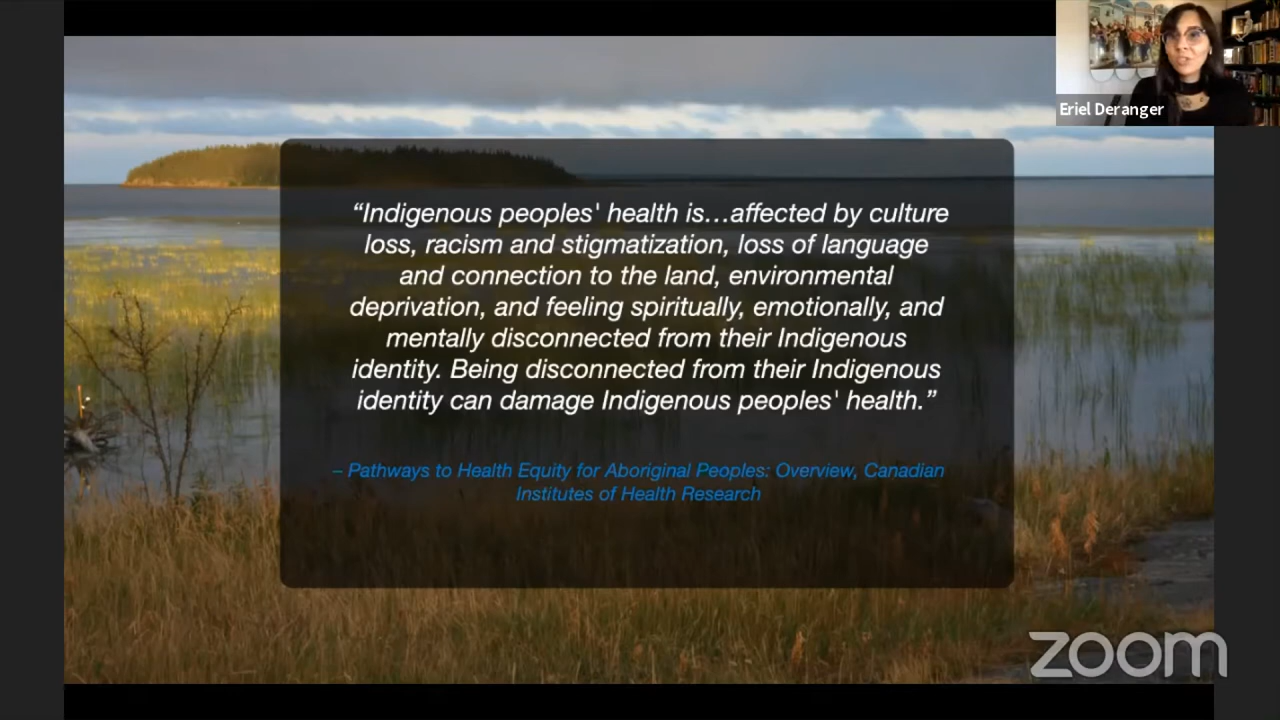 Eriel Deranger
“Indigenous peoples' health is…affected by culture
loss, racism and stigmatization, loss of language
and connection to the land, environmental
deprivation, and feeling spiritually, emotionally, and
mentally disconnected from their Indigenous
identity. Being disconnected from their Indigenous
identity can damage Indigenous peoples' health.”
– Pathways to Health Equity for Aboriginal Peoples: Overview, Canadian
Institutes of Health Research
zoom